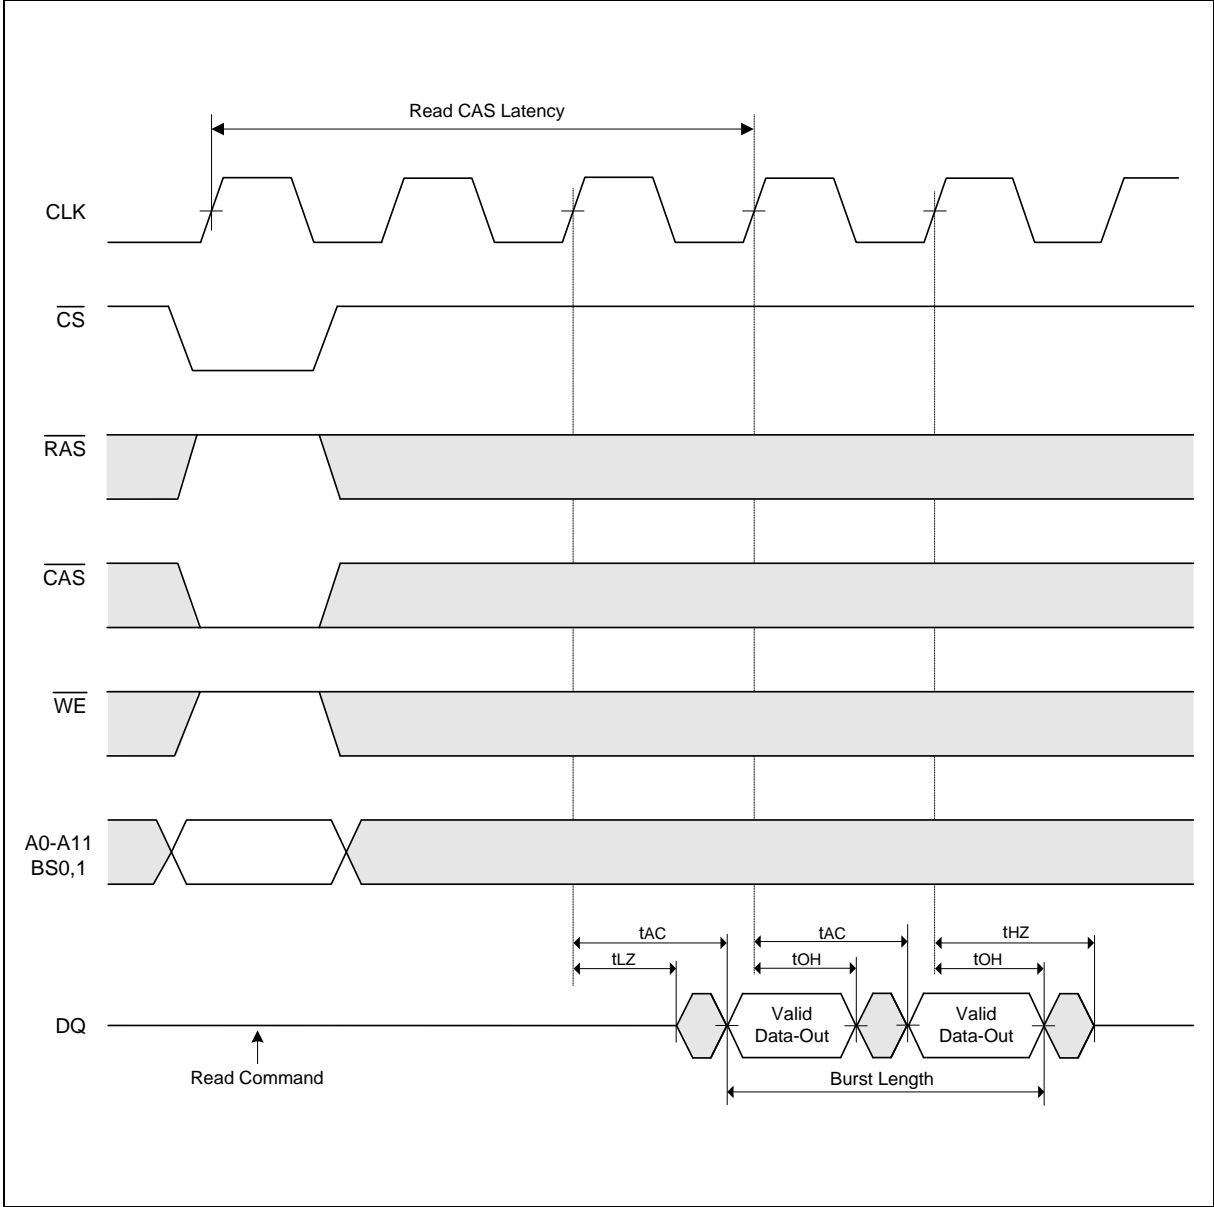 Read CAS Latency
CLK
CS
RAS
CAS
WE
A0-A11
BS0,1
tAC
tAC
tHZ
tLZ
tOH
tOH
DQ
Valid
Data-Out
Valid
Data-Out
Read Command
Burst Length